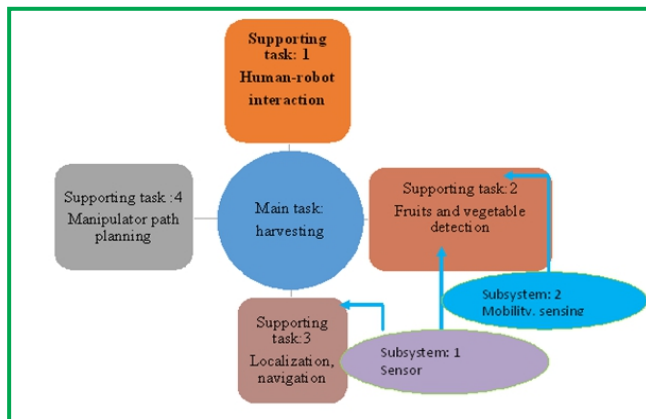 Supporting
task: 1
Human-robot
interaction
Supporting task :4
Manipulator path
planning
Main task:
harvesting
Supporting task:2
Fruits and vegetable
detection
Subsystem: 2
Mobility, sensing
Supporting
task:3
Localization,
navigation
Subsystem: 1
Sensor